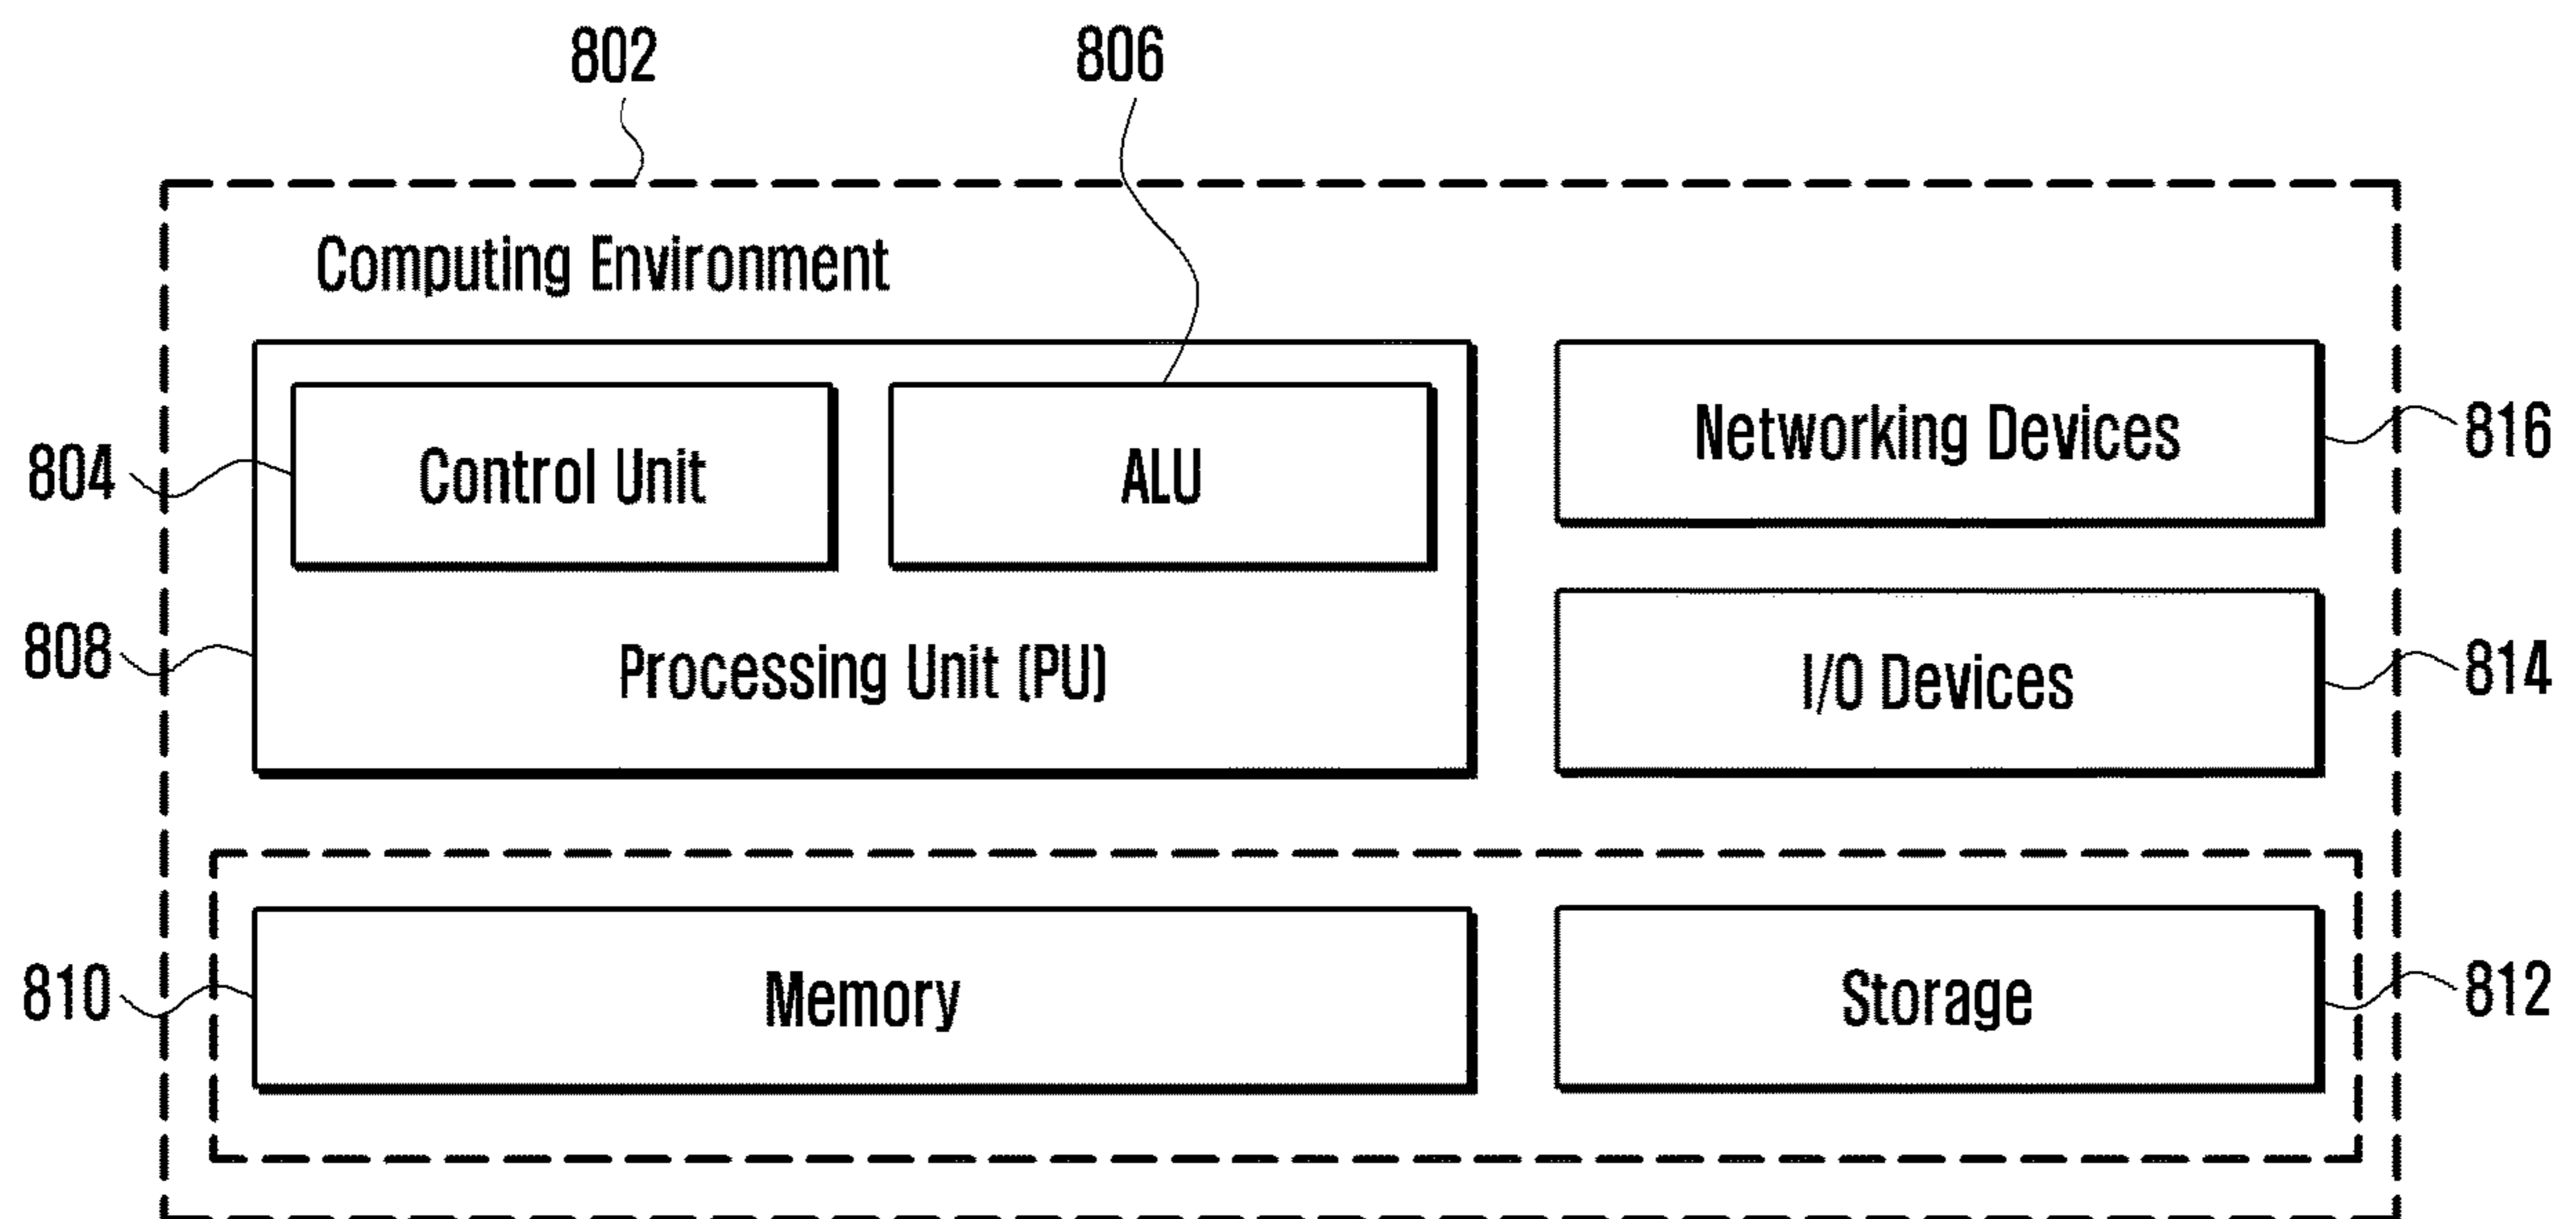 802
806
Computing Environment
804
Control Unit
ALU
Networking Devices
816
808
Processing Unit (PU)
I/O Devices
814
810
Memory
Storage
812